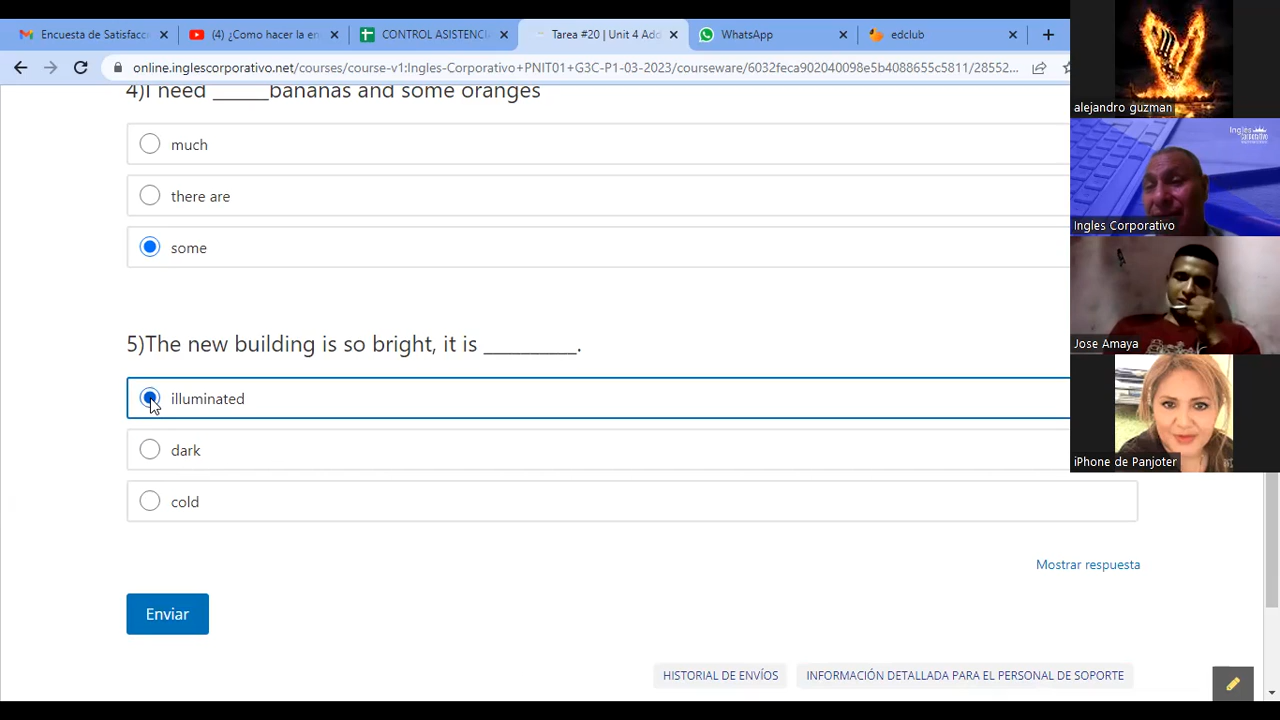 Encuesta de Satisfacc
(4) ¿Como hacer la en
CONTROL ASISTENCI
Tarea #20 | Unit 4 Ado
WhatsApp
edclub
online.inglescorporativo.net/courses/course-v1:Ingles-Corporativo+PNIT01+G3C-P1-03-2023/courseware/6032feca902040098e5b4088655c5811/28552...
4)I need ______bananas and some oranges
much
there are
some
5)The new building is so bright, it is _________.
illuminated
dark
cold
Mostrar respuesta
Enviar
HISTORIAL DE ENVÍOS
INFORMACIÓN DETALLADA PARA EL PERSONAL DE SOPORTE
alejandro guzman
Ingles Corporativo
Jose Amaya
iPhone de Panjoter